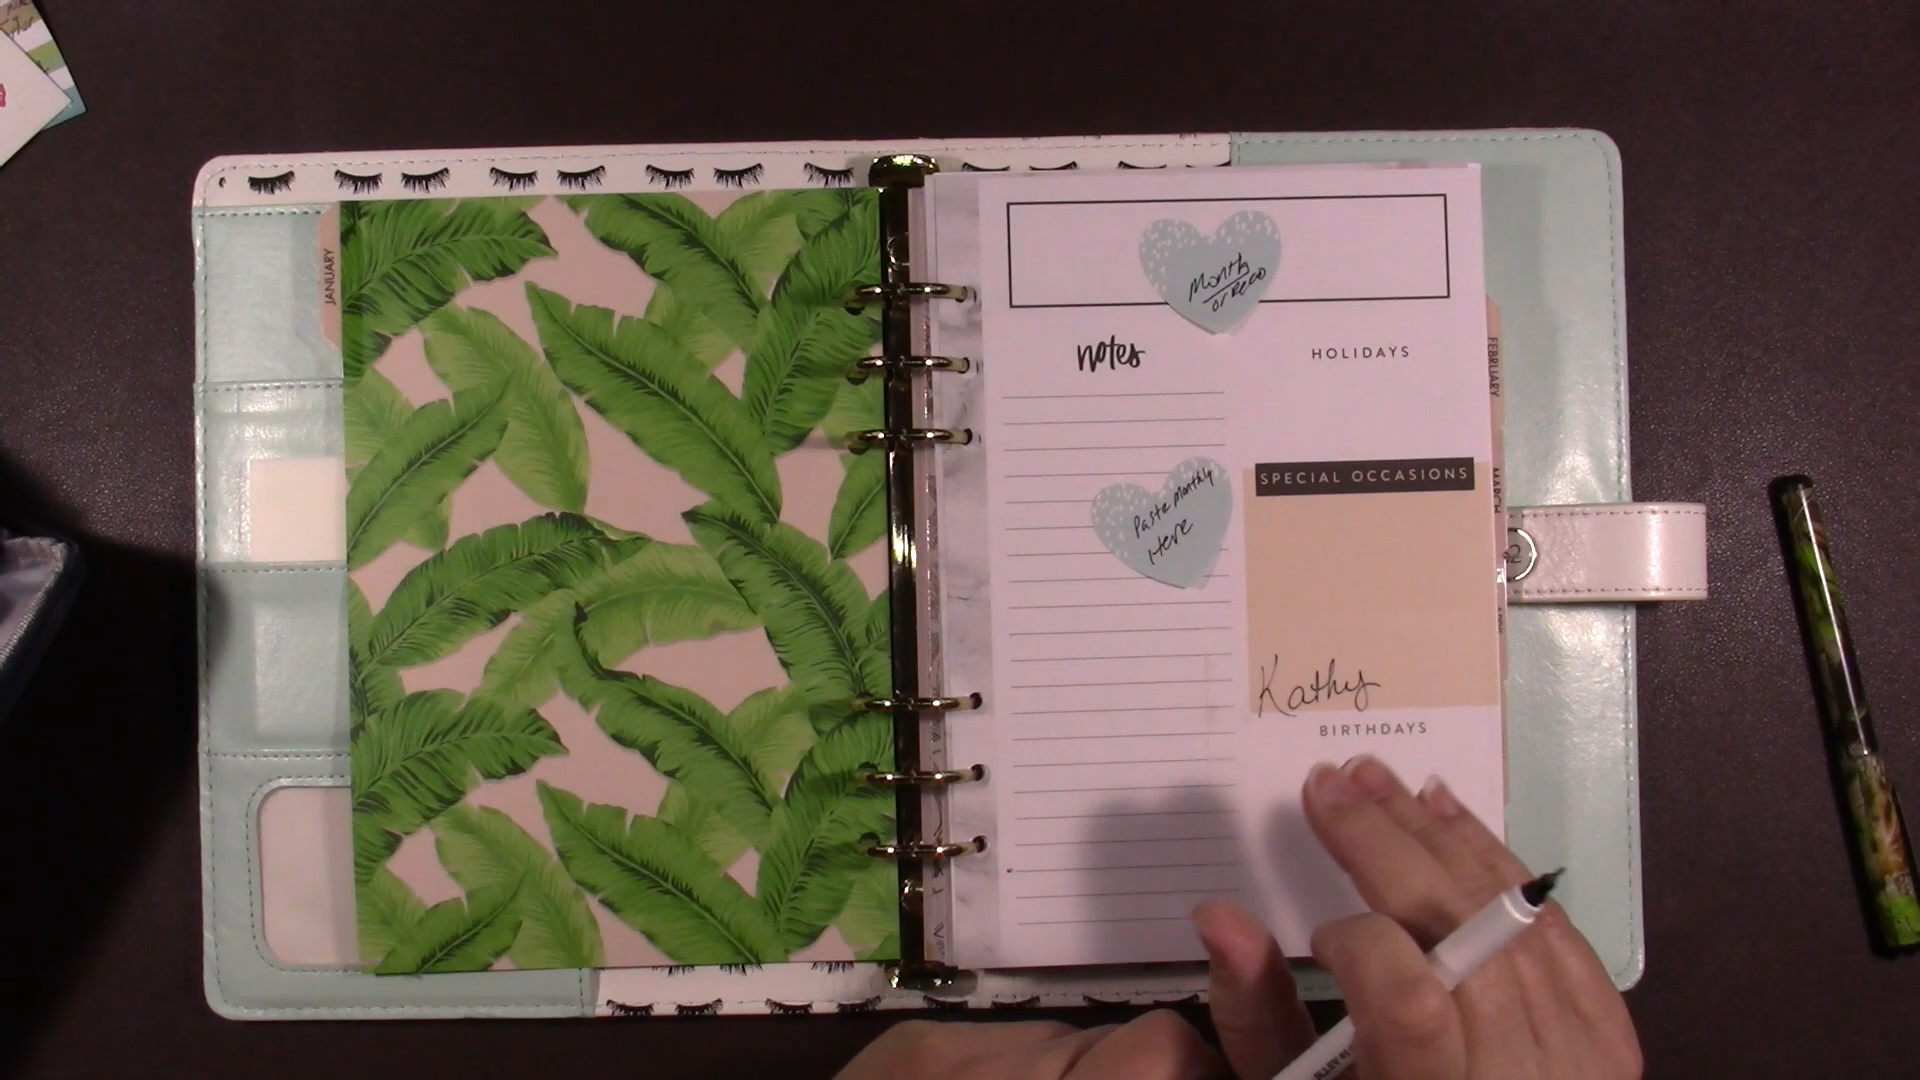 JANUARY
Month
or Reco
notes
HOLIDAYS
FEBRUARY
SPECIAL OCCASIONS
MARCH
Paste Monthly
Here
Kathy
BIRTHDAYS